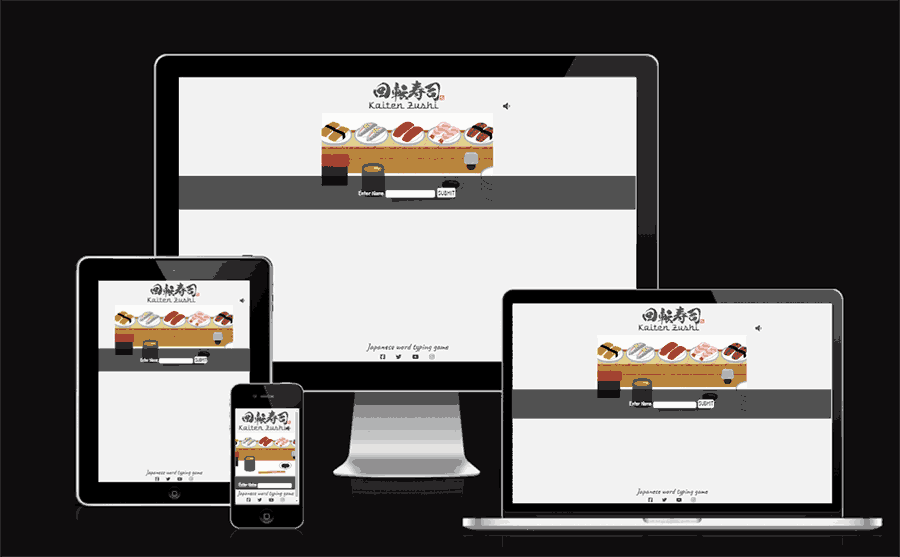 回転寿司
Kaiten Zushi
Enter Name
SUBMIT
Japanese word typing game
回転寿司
Kaiten Zushi
Enter Name
SUBMIT
Japanese word typing game
回転寿司
Kaiten Zushi
Enter Name
Japanese word typing game
回転寿司
Kaiten Zushi
Enter Name
SUBMIT
Japanese word typing game